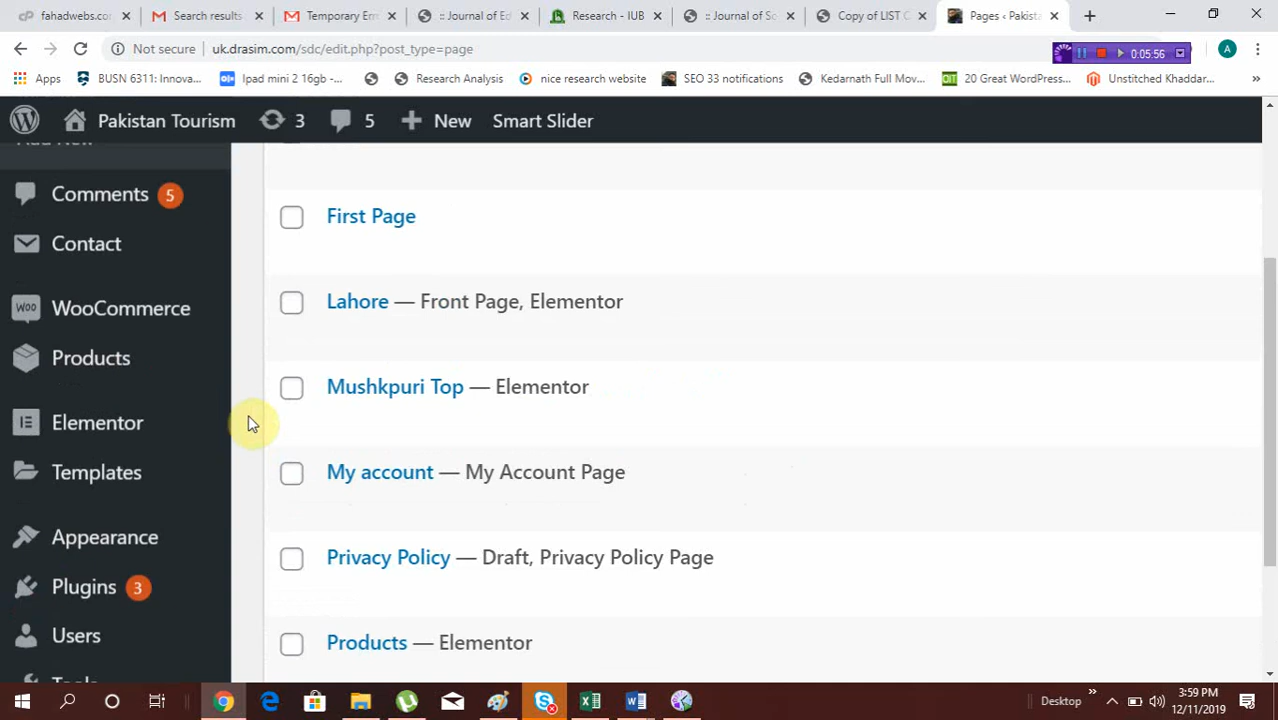 fahadwebs.co
Search results
Temporary Err
:: Journal of Ed
Research - IUB
:: Journal of So
Copy of LIST C
Pages ‹ Pakista
Not secure
uk.drasim.com/sdc/edit.php?post_type=page
0:05:56
A
Apps
BUSN 6311: Innova...
Ipad mini 2 16gb -...
Research Analysis
nice research website
SEO 33 notifications
Kedarnath Full Mov...
20 Great WordPress...
Unstitched Khaddar...
»
Pakistan Tourism
3
5
New
Smart Slider
Add New
Comments 5
Contact
WooCommerce
Products
Elementor
Templates
Appearance
Plugins 3
Users
Tools
First Page
Lahore — Front Page, Elementor
Mushkpuri Top — Elementor
My account — My Account Page
Privacy Policy — Draft, Privacy Policy Page
Products — Elementor
Desktop
»
3:59 PM
12/11/2019